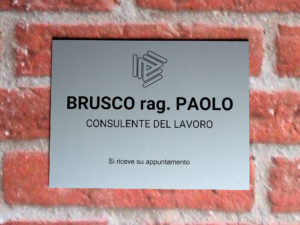 BRUSCO rag. PAOLO
CONSULENTE DEL LAVORO
Si riceve su appuntamento